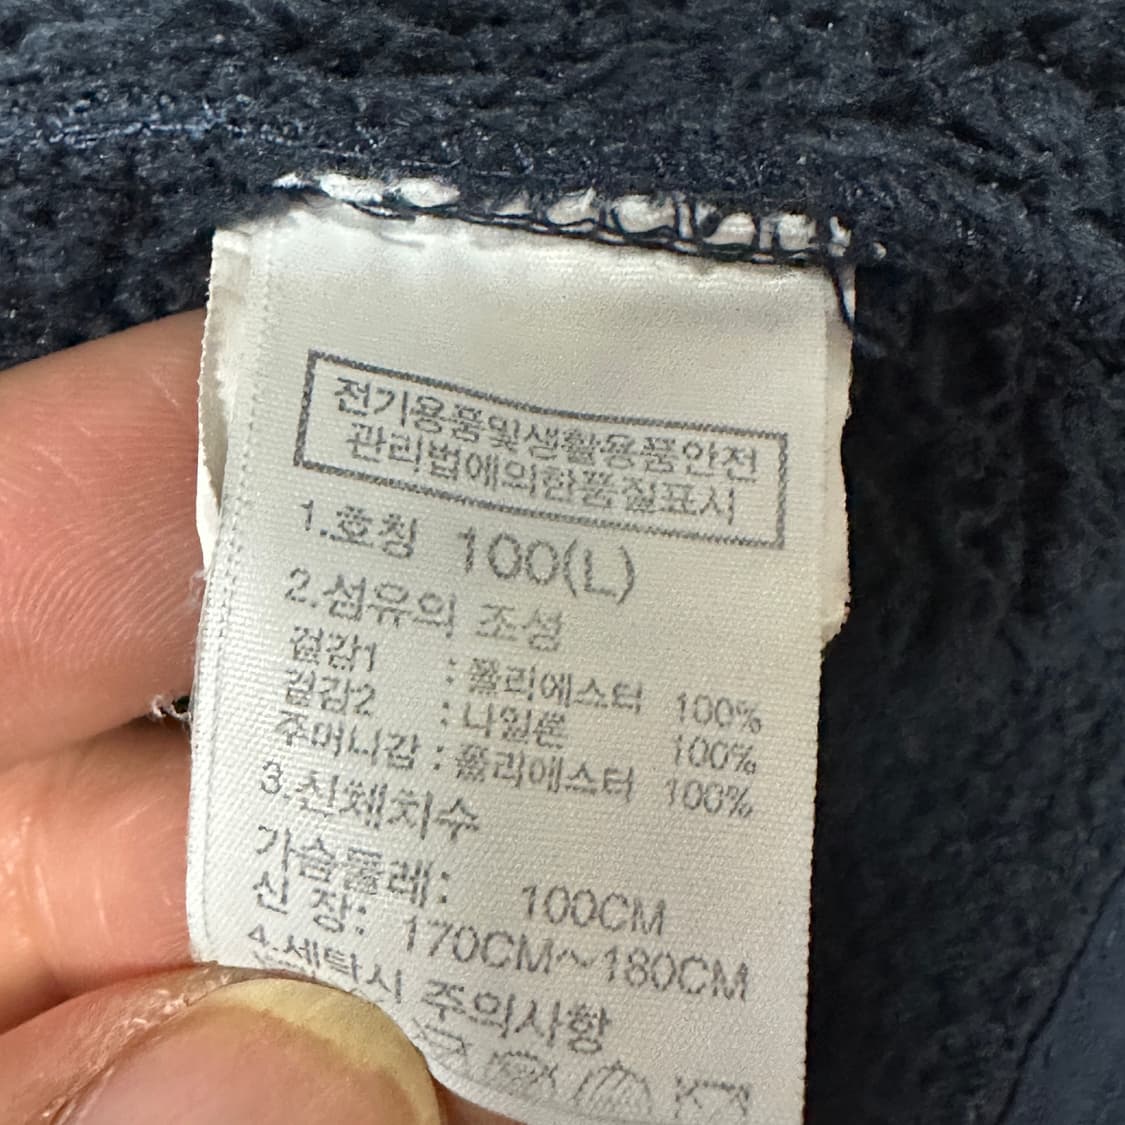 전기용품및생활용품안전
관리법에의한품질표시
1.호칭 100(L)
2.섬유의 조성
겉감1 : 폴리에스터 100%
겉감2 : 나일론 100%
주머니감 : 폴리에스터 100%
3.신체치수
가슴둘레: 100CM
신 장: 170CM~180CM
4.세탁시 주의사항